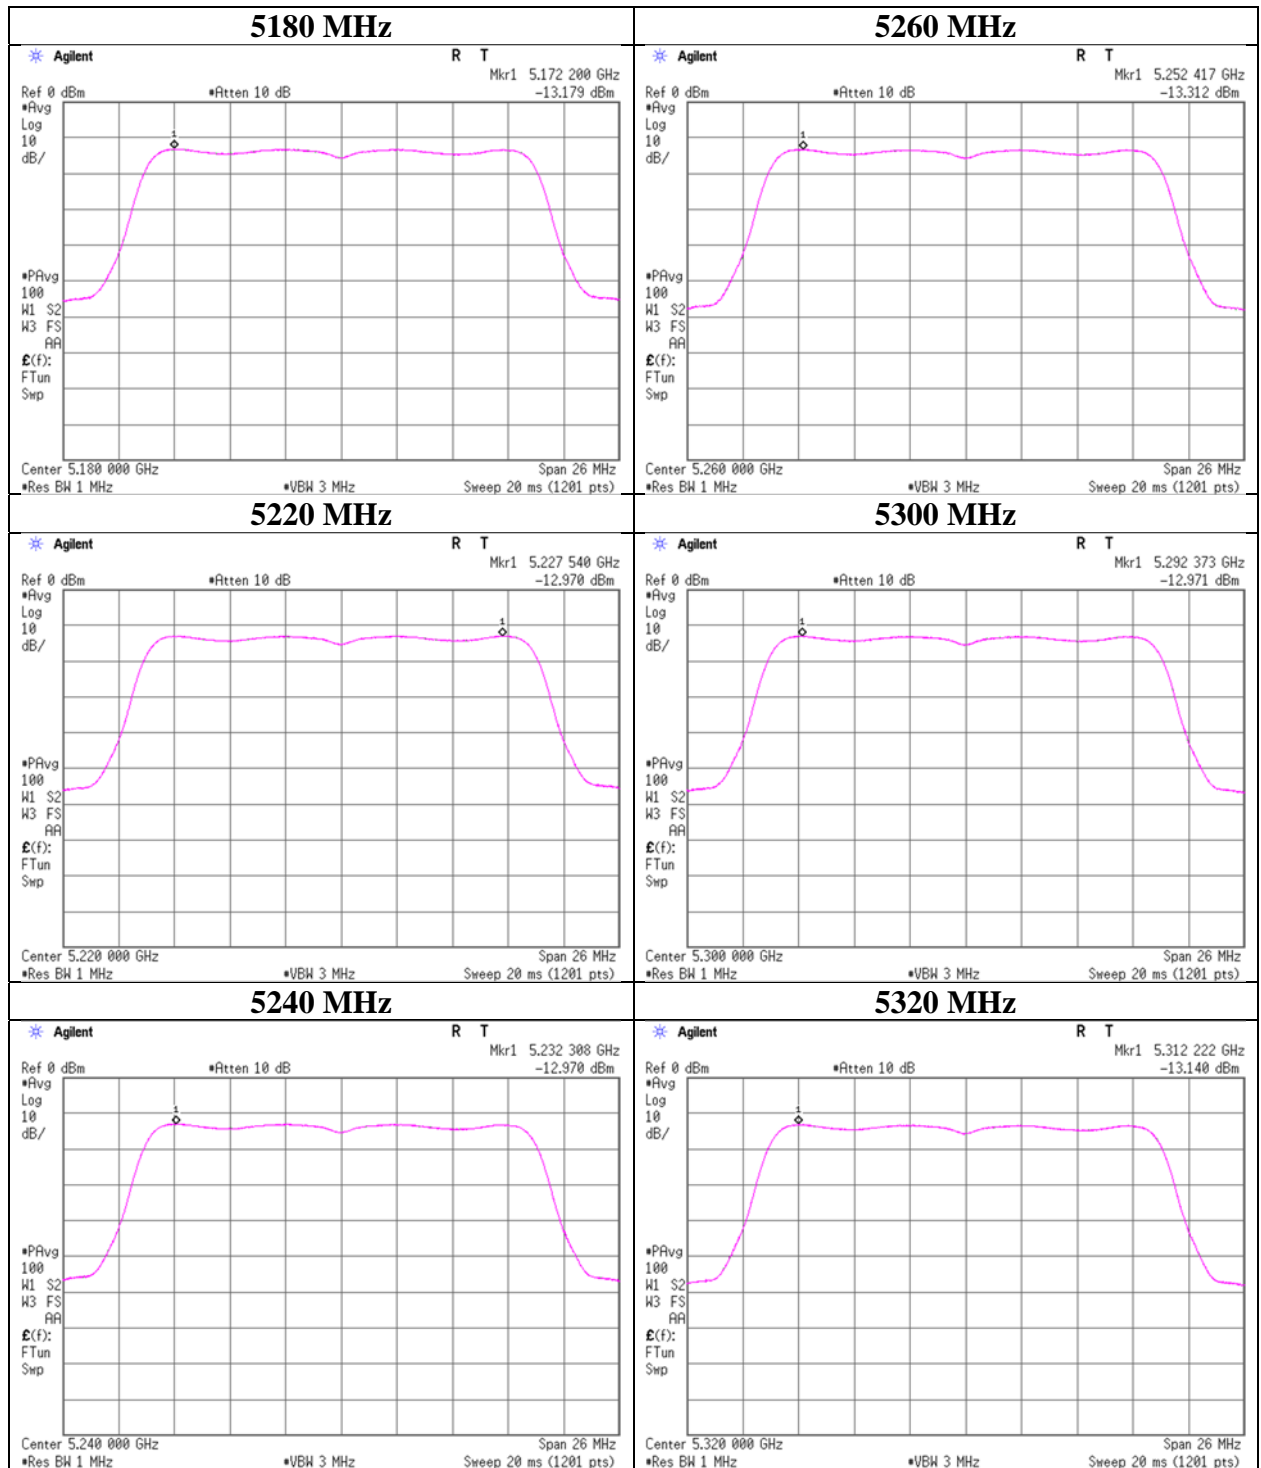 5180 MHz
Agilent R T
Mkr1 5.172 200 GHz
Ref 0 dBm *Atten 10 dB -13.179 dBm
*Avg
Log
10
dB/
1
*PAvg
100
W1 S2
W3 FS
AA
£(f):
FTun
Swp
Center 5.180 000 GHz Span 26 MHz
*Res BW 1 MHz *VBW 3 MHz Sweep 20 ms (1201 pts)
5260 MHz
Agilent R T
Mkr1 5.252 417 GHz
Ref 0 dBm *Atten 10 dB -13.312 dBm
*Avg
Log
10
dB/
1
*PAvg
100
W1 S2
W3 FS
AA
£(f):
FTun
Swp
Center 5.260 000 GHz Span 26 MHz
*Res BW 1 MHz *VBW 3 MHz Sweep 20 ms (1201 pts)
5220 MHz
Agilent R T
Mkr1 5.227 540 GHz
Ref 0 dBm *Atten 10 dB -12.970 dBm
*Avg
Log
10
dB/
1
*PAvg
100
W1 S2
W3 FS
AA
£(f):
FTun
Swp
Center 5.220 000 GHz Span 26 MHz
*Res BW 1 MHz *VBW 3 MHz Sweep 20 ms (1201 pts)
5300 MHz
Agilent R T
Mkr1 5.292 373 GHz
Ref 0 dBm *Atten 10 dB -12.971 dBm
*Avg
Log
10
dB/
1
*PAvg
100
W1 S2
W3 FS
AA
£(f):
FTun
Swp
Center 5.300 000 GHz Span 26 MHz
*Res BW 1 MHz *VBW 3 MHz Sweep 20 ms (1201 pts)
5240 MHz
Agilent R T
Mkr1 5.232 308 GHz
Ref 0 dBm *Atten 10 dB -12.970 dBm
*Avg
Log
10
dB/
1
*PAvg
100
W1 S2
W3 FS
AA
£(f):
FTun
Swp
Center 5.240 000 GHz Span 26 MHz
*Res BW 1 MHz *VBW 3 MHz Sweep 20 ms (1201 pts)
5320 MHz
Agilent R T
Mkr1 5.312 222 GHz
Ref 0 dBm *Atten 10 dB -13.140 dBm
*Avg
Log
10
dB/
1
*PAvg
100
W1 S2
W3 FS
AA
£(f):
FTun
Swp
Center 5.320 000 GHz Span 26 MHz
*Res BW 1 MHz *VBW 3 MHz Sweep 20 ms (1201 pts)